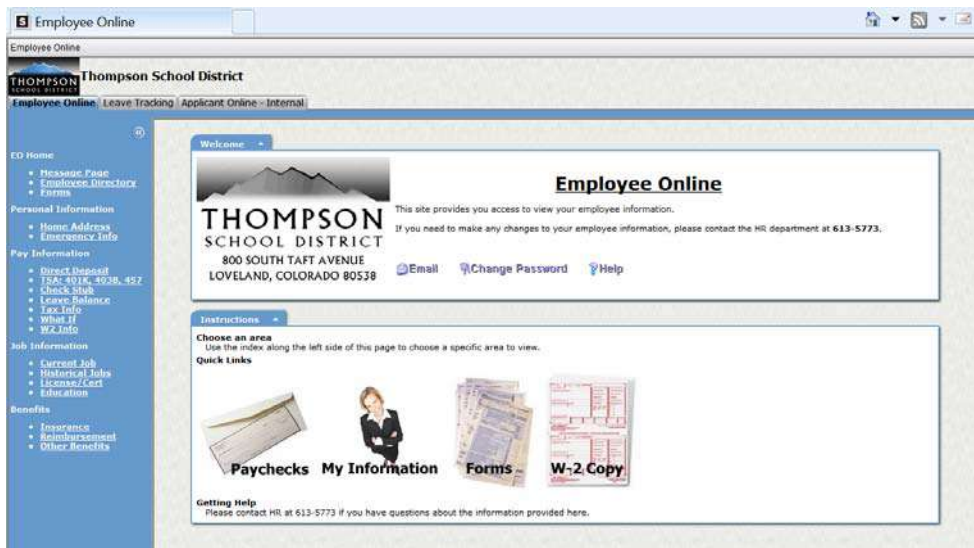 S Employee Online
Employee Online
THOMPSON
SCHOOL DISTRICT
Thompson School District
Employee Online Leave Tracking Applicant Online - Internal
EO Home
Message Page
Employee Directory
Forms
Personal Information
Home Address
Emergency Info
Pay Information
Direct Deposit
TSA: 401K, 403B, 457
Check Stub
Leave Balance
Tax Info
What If
W2 Info
Job Information
Current Job
Historical Jobs
License/Cert
Education
Benefits
Insurance
Reimbursement
Other Benefits
Welcome
THOMPSON
SCHOOL DISTRICT
800 SOUTH TAFT AVENUE
LOVELAND, COLORADO 80538
Employee Online
This site provides you access to view your employee information.
If you need to make any changes to your employee information, please contact the HR department at 613-5773.
Email Change Password Help
Instructions
Choose an area
Use the index along the left side of this page to choose a specific area to view.
Quick Links
Paychecks My Information Forms W-2 Copy
Getting Help
Please contact HR at 613-5773 if you have questions about the information provided here.